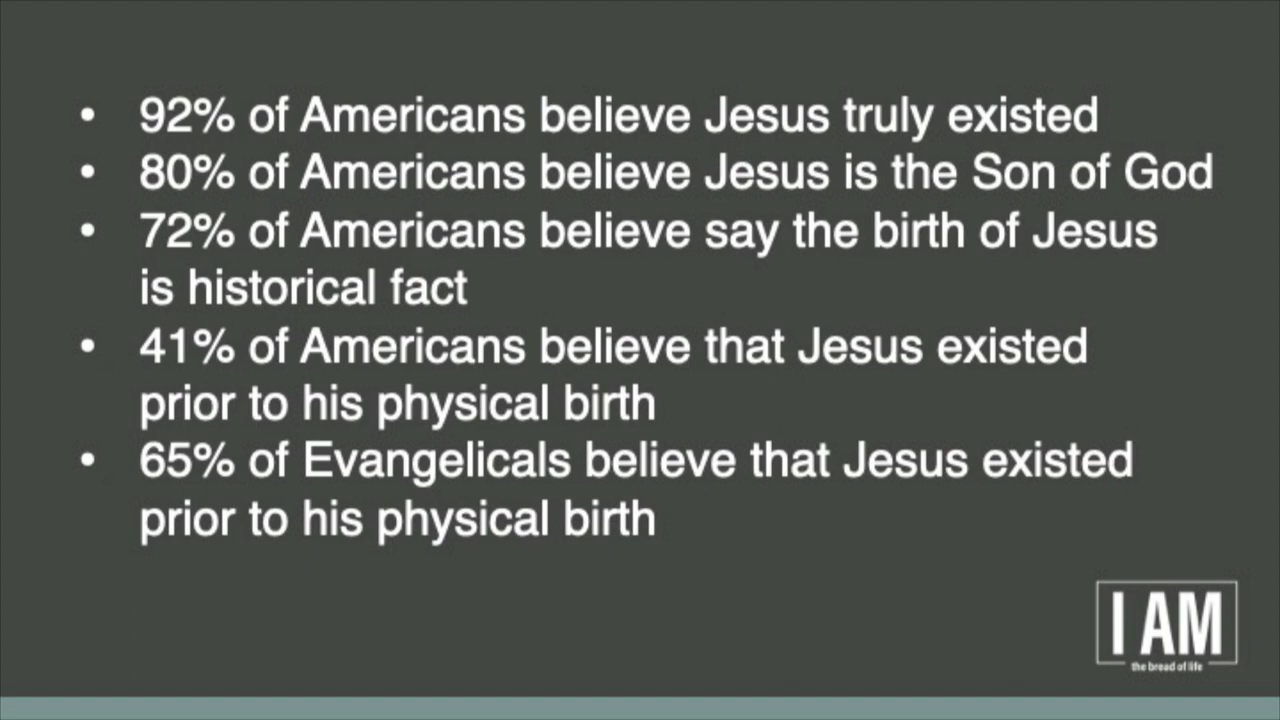 • 92% of Americans believe Jesus truly existed
• 80% of Americans believe Jesus is the Son of God
• 72% of Americans believe say the birth of Jesus
is historical fact
• 41% of Americans believe that Jesus existed
prior to his physical birth
• 65% of Evangelicals believe that Jesus existed
prior to his physical birth
I AM
the bread of life